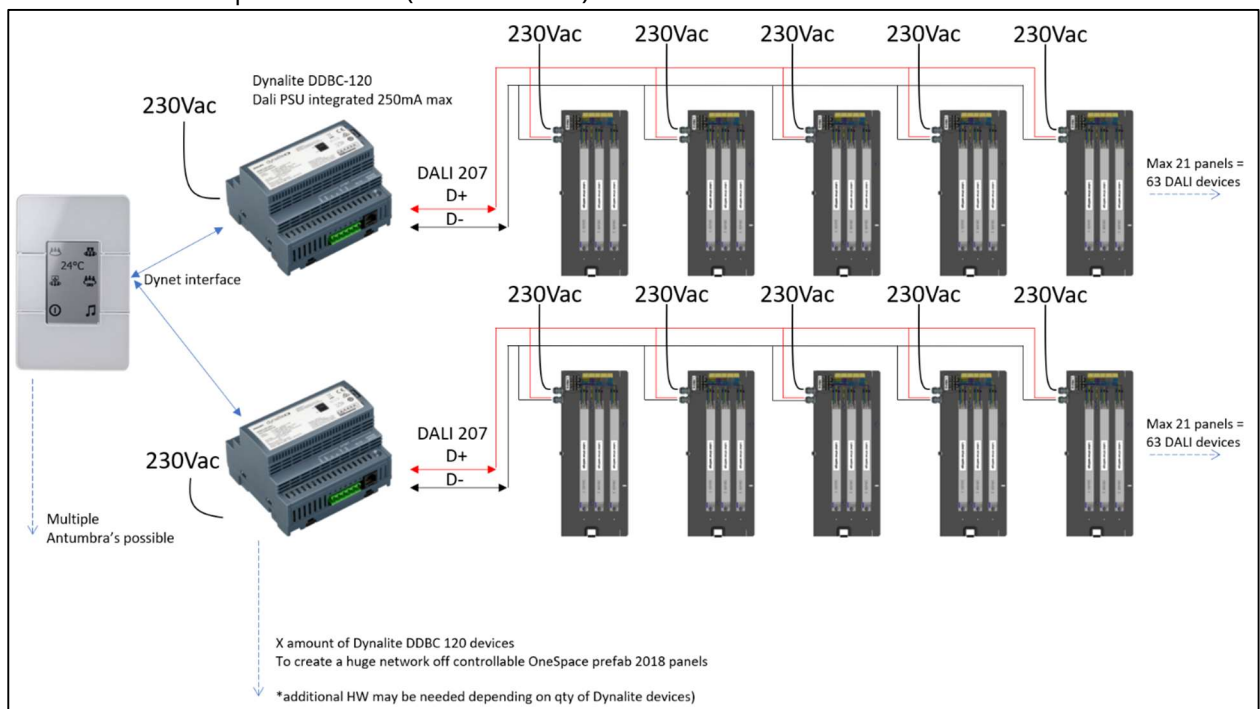 230Vac 230Vac 230Vac 230Vac 230Vac
Dynalite DDBC-120
Dali PSU integrated 250mA max
230Vac
DALI 207
D+
D-
Max 21 panels =
63 DALI devices
24°C
Dynet interface
230Vac 230Vac 230Vac 230Vac 230Vac
DALI 207
D+
D-
230Vac
Max 21 panels =
63 DALI devices
Multiple
Antumbra's possible
X amount of Dynalite DDBC 120 devices
To create a huge network off controllable OneSpace prefab 2018 panels
*additional HW may be needed depending on qty of Dynalite devices)